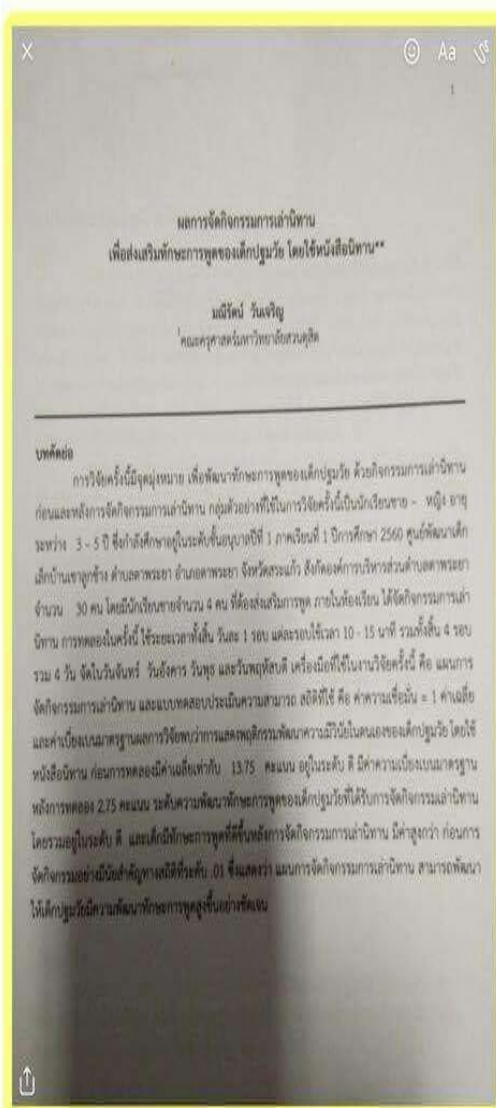 Aa
1
ผลการจัดกิจกรรมการเล่านิทาน
เพื่อส่งเสริมทักษะการพูดของเด็กปฐมวัย โดยใช้หนังสือนิทาน**
มณีรัตน์ วันเจริญ
คณะครุศาสตร์มหาวิทยาลัยสวนดุสิต
บทคัดย่อ
การวิจัยครั้งนี้มีจุดมุ่งหมาย เพื่อพัฒนาทักษะการพูดของเด็กปฐมวัย ด้วยกิจกรรมการเล่านิทาน
ก่อนและหลังการจัดกิจกรรมการเล่านิทาน กลุ่มตัวอย่างที่ใช้ในการวิจัยครั้งนี้เป็นนักเรียนชาย – หญิง อายุ
ระหว่าง 3 – 5 ปี ซึ่งกำลังศึกษาอยู่ในระดับชั้นอนุบาลปีที่ 1 ภาคเรียนที่ 1 ปีการศึกษา 2560 ศูนย์พัฒนาเด็ก
เล็กบ้านเขาลูกช้าง ตำบลตาพระยา อำเภอตาพระยา จังหวัดสระแก้ว สังกัดองค์การบริหารส่วนตำบลตาพระยา
จำนวน 30 คน โดยมีนักเรียนชายจำนวน 4 คน ที่ต้องส่งเสริมการพูด ภายในห้องเรียน ได้จัดกิจกรรมการเล่า
นิทาน การทดลองในครั้งนี้ ใช้ระยะเวลาทั้งสิ้น วันละ 1 รอบ แต่ละรอบใช้เวลา 10 - 15 นาที รวมทั้งสิ้น 4 รอบ
รวม 4 วัน จัดในวันจันทร์ วันอังคาร วันพุธ และวันพฤหัสบดี เครื่องมือที่ใช้ในงานวิจัยครั้งนี้ คือ แผนการ
จัดกิจกรรมการเล่านิทาน และแบบทดสอบประเมินความสามารถ สถิติที่ใช้ คือ ค่าความเชื่อมั่น = 1 ค่าเฉลี่ย
และค่าเบี่ยงเบนมาตรฐานผลการวิจัยพบว่าการแสดงพฤติกรรมพัฒนาความมีวินัยในตนเองของเด็กปฐมวัย โดยใช้
หนังสือนิทาน ก่อนการทดลองมีค่าเฉลี่ยเท่ากับ 13.75 คะแนน อยู่ในระดับ ดี มีค่าความเบี่ยงเบนมาตรฐาน
หลังการทดลอง 2.75 คะแนน ระดับความพัฒนาทักษะการพูดของเด็กปฐมวัยที่ได้รับการจัดกิจกรรมเล่านิทาน
โดยรวมอยู่ในระดับ ดี และเด็กมีทักษะการพูดที่ดีขึ้นหลังการจัดกิจกรรมการเล่านิทาน มีค่าสูงกว่า ก่อนการ
จัดกิจกรรมอย่างมีนัยสำคัญทางสถิติที่ระดับ .01 ซึ่งแสดงว่า แผนการจัดกิจกรรมการเล่านิทาน สามารถพัฒนา
ให้เด็กปฐมวัยมีความพัฒนาทักษะการพูดสูงขึ้นอย่างชัดเจน